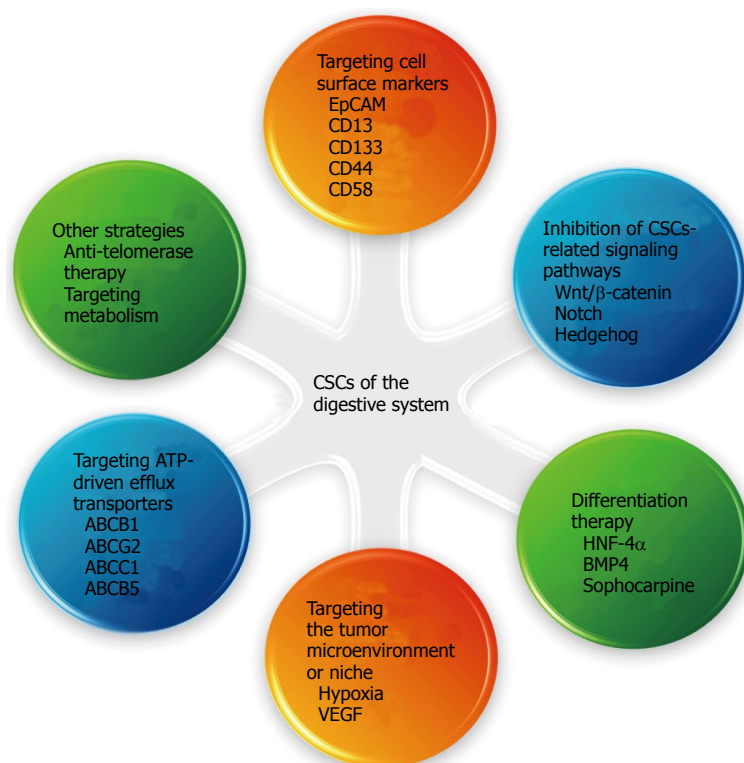 Targeting cell
surface markers
EpCAM
CD13
CD133
CD44
CD58
Inhibition of CSCs-
related signaling
pathways
Wnt/β-catenin
Notch
Hedgehog
Differentiation
therapy
HNF-4α
BMP4
Sophocarpine
Targeting
the tumor
microenvironment
or niche
Hypoxia
VEGF
Targeting ATP-
driven efflux
transporters
ABCB1
ABCG2
ABCC1
ABCB5
Other strategies
Anti-telomerase
therapy
Targeting
metabolism
CSCs of the
digestive system